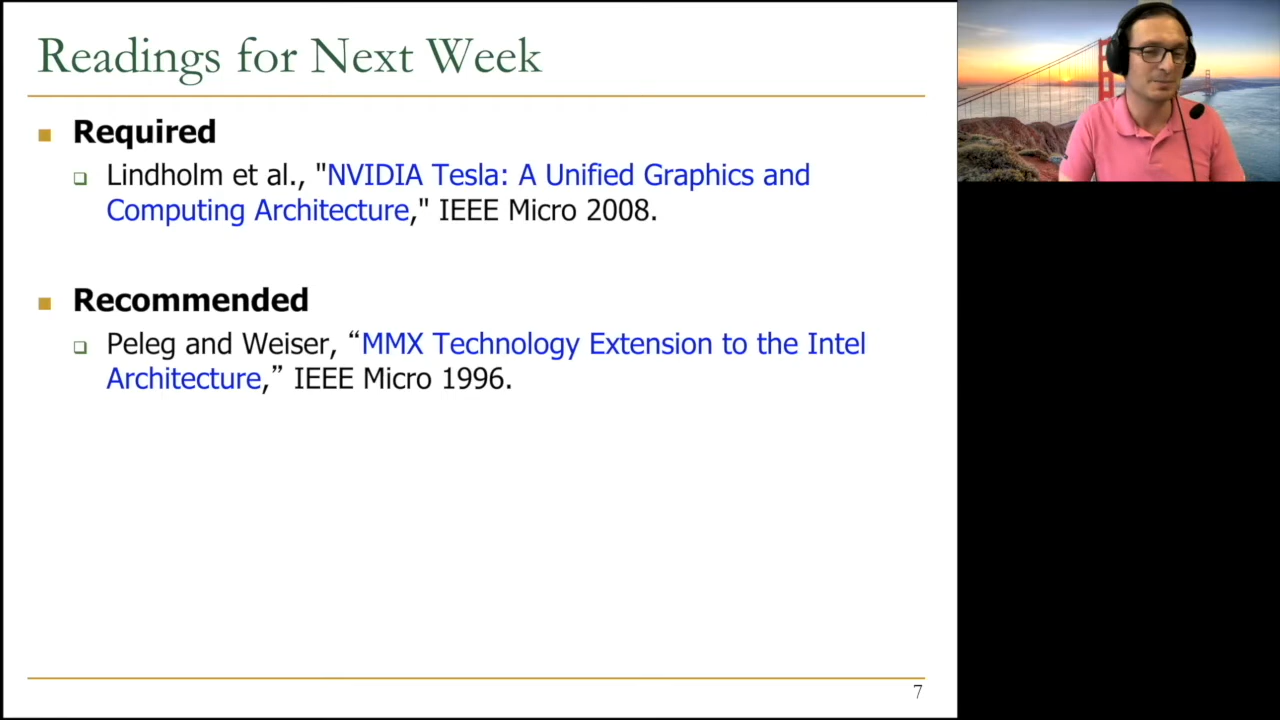 Readings for Next Week
Required
Lindholm et al., "NVIDIA Tesla: A Unified Graphics and
Computing Architecture," IEEE Micro 2008.
Recommended
Peleg and Weiser, “MMX Technology Extension to the Intel
Architecture,” IEEE Micro 1996.
7